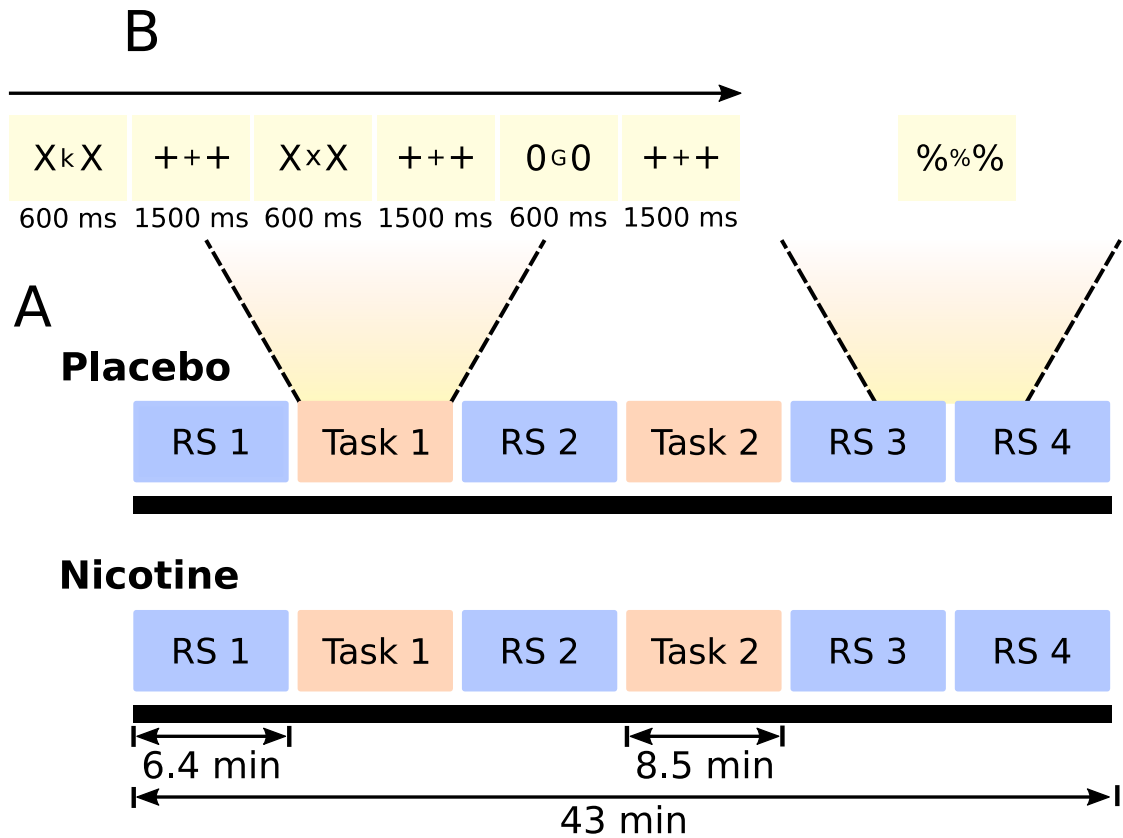 B
XkX +++ XxX +++ 0G0 +++ %%%
600 ms 1500 ms 600 ms 1500 ms 600 ms 1500 ms
A
Placebo
RS 1 Task 1 RS 2 Task 2 RS 3 RS 4
Nicotine
RS 1 Task 1 RS 2 Task 2 RS 3 RS 4
6.4 min 8.5 min
43 min